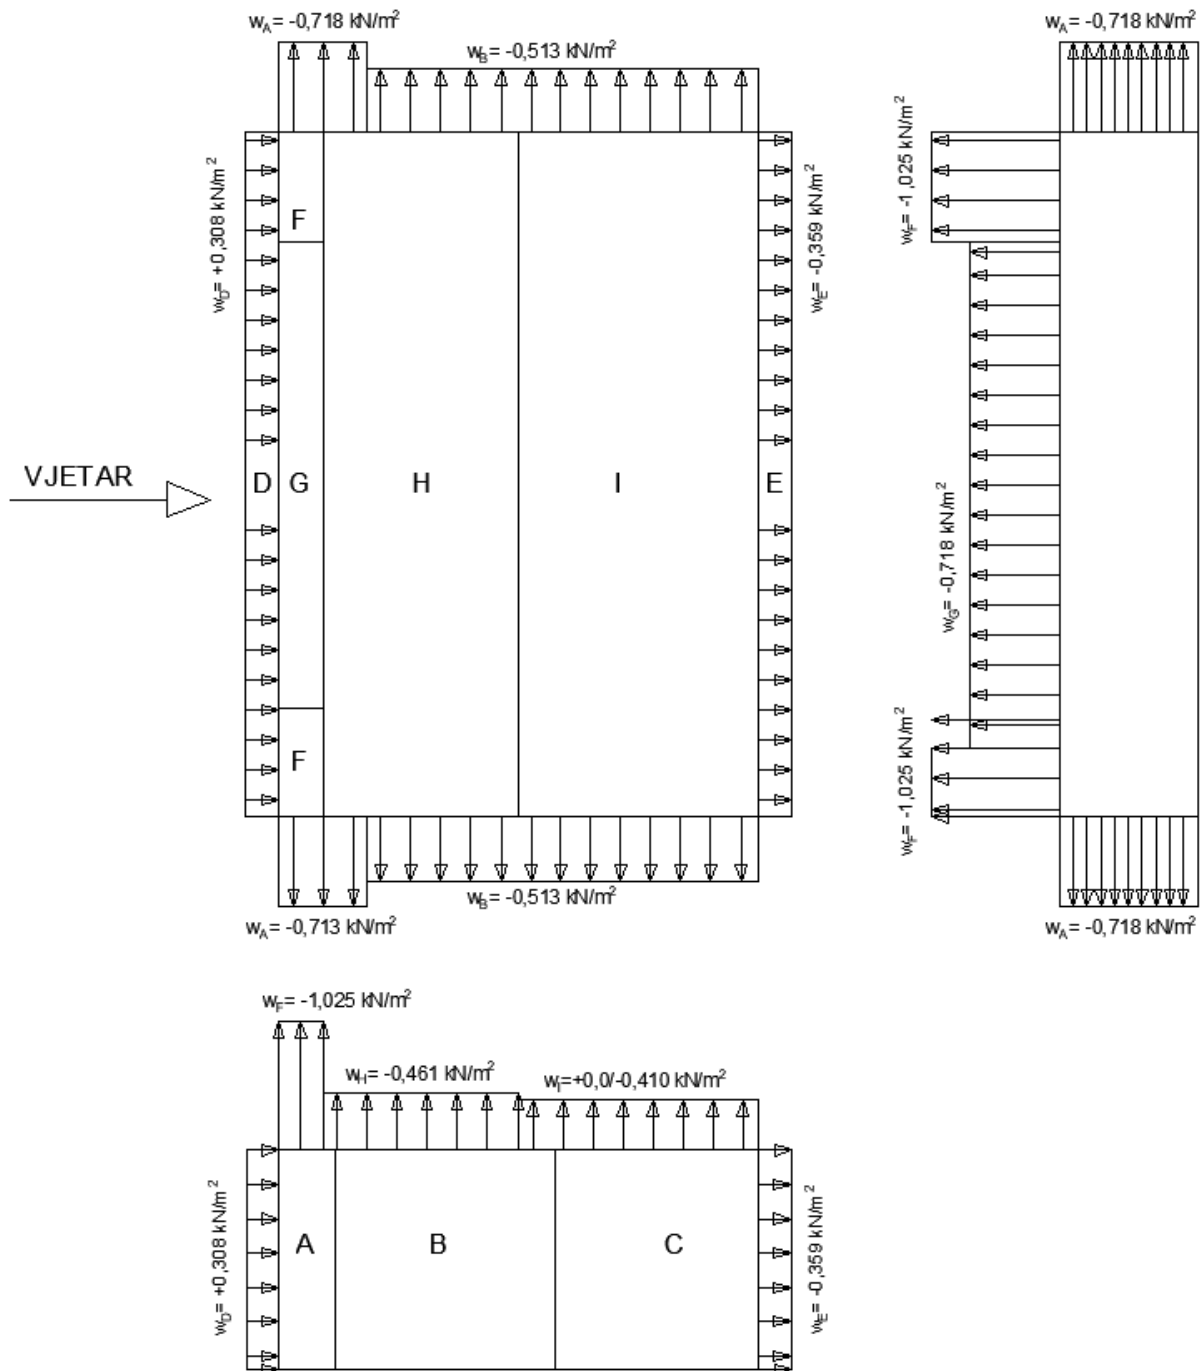 w_A= -0,718 kN/m²
w_B= -0,513 kN/m²
w_A= -0,718 kN/m²
w_D= +0,308 kN/m²
F
w_E= -0,359 kN/m²
w_F= -1,025 kN/m²
VJETAR
D G H I E
w_G= -0,718 kN/m²
F
w_F= -1,025 kN/m²
w_B= -0,513 kN/m²
w_A= -0,713 kN/m²
w_A= -0,718 kN/m²
w_F= -1,025 kN/m²
w_H= -0,461 kN/m²
w_I=+0,0/-0,410 kN/m²
w_D= +0,308 kN/m²
A B C
w_E= -0,359 kN/m²